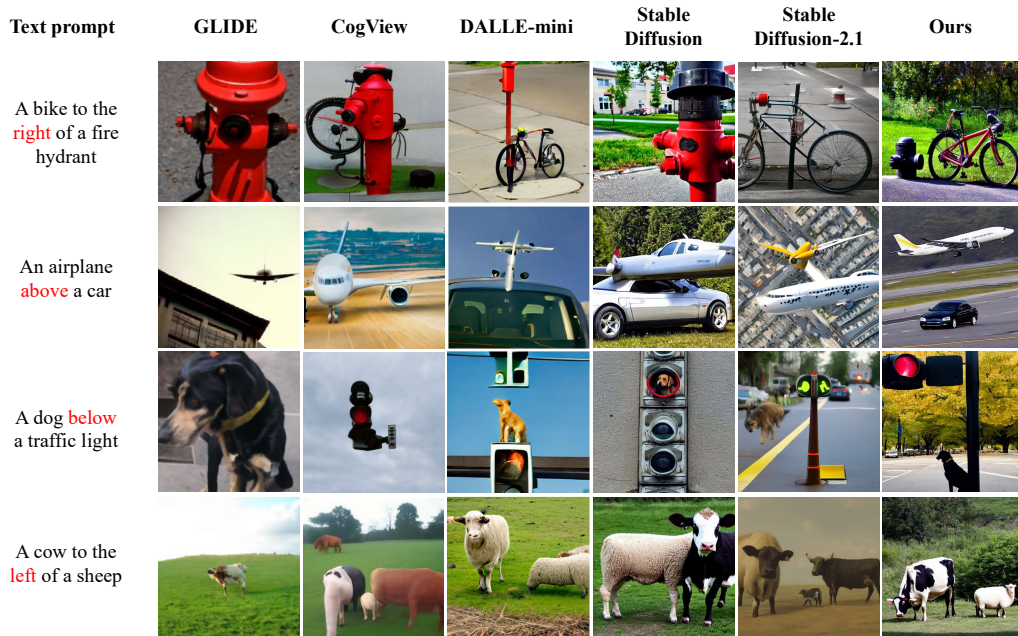 Text prompt
GLIDE
CogView
DALLE-mini
Stable
Diffusion
Stable
Diffusion-2.1
Ours
A bike to the
right of a fire
hydrant
An airplane
above a car
A dog below
a traffic light
A cow to the
left of a sheep